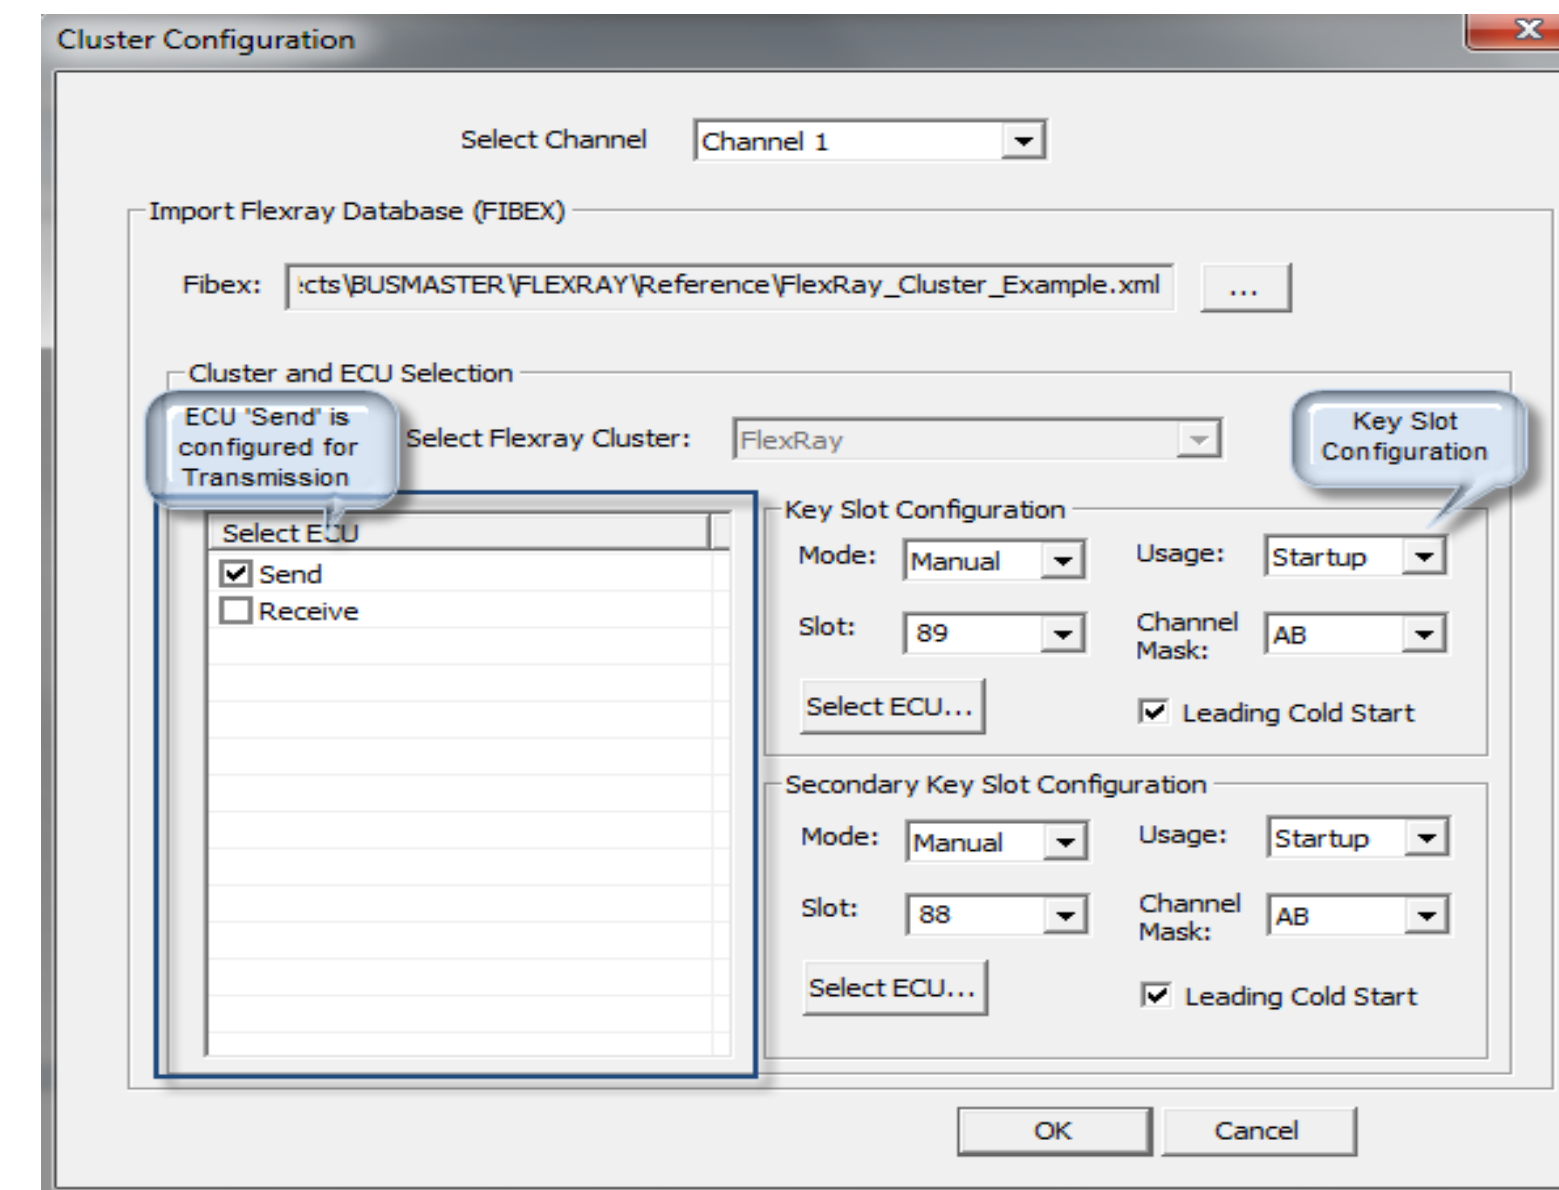 Cluster Configuration
x
Select Channel Channel 1
Import Flexray Database (FIBEX)
Fibex: :cts\BUSMASTER\FLEXRAY\Reference\FlexRay_Cluster_Example.xml ...
Cluster and ECU Selection
ECU 'Send' is
configured for
Transmission
Select Flexray Cluster: FlexRay
Key Slot
Configuration
Select ECU
Send
Receive
Key Slot Configuration
Mode: Manual Usage: Startup
Slot: 89 Channel
Mask: AB
Select ECU... Leading Cold Start
Secondary Key Slot Configuration
Mode: Manual Usage: Startup
Slot: 88 Channel
Mask: AB
Select ECU... Leading Cold Start
OK Cancel